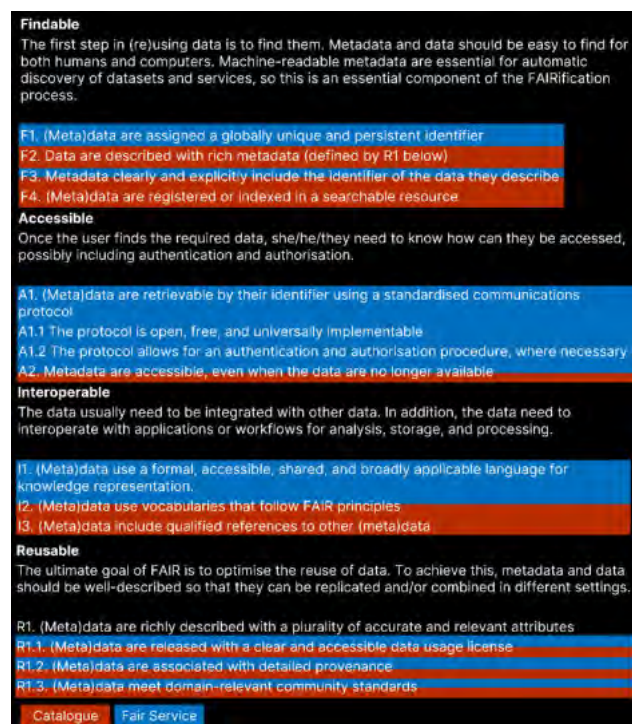 Findable
The first step in (re)using data is to find them. Metadata and data should be easy to find for
both humans and computers. Machine-readable metadata are essential for automatic
discovery of datasets and services, so this is an essential component of the FAIRification
process.
F1. (Meta)data are assigned a globally unique and persistent identifier
F2. Data are described with rich metadata (defined by R1 below)
F3. Metadata clearly and explicitly include the identifier of the data they describe
F4. (Meta)data are registered or indexed in a searchable resource
Accessible
Once the user finds the required data, she/he/they need to know how can they be accessed,
possibly including authentication and authorisation.
A1. (Meta)data are retrievable by their identifier using a standardised communications
protocol
A1.1 The protocol is open, free, and universally implementable
A1.2 The protocol allows for an authentication and authorisation procedure, where necessary
A2. Metadata are accessible, even when the data are no longer available
Interoperable
The data usually need to be integrated with other data. In addition, the data need to
interoperate with applications or workflows for analysis, storage, and processing.
I1. (Meta)data use a formal, accessible, shared, and broadly applicable language for
knowledge representation.
I2. (Meta)data use vocabularies that follow FAIR principles
I3. (Meta)data include qualified references to other (meta)data
Reusable
The ultimate goal of FAIR is to optimise the reuse of data. To achieve this, metadata and data
should be well-described so that they can be replicated and/or combined in different settings.
R1. (Meta)data are richly described with a plurality of accurate and relevant attributes
R1.1. (Meta)data are released with a clear and accessible data usage license
R1.2. (Meta)data are associated with detailed provenance
R1.3. (Meta)data meet domain-relevant community standards
Catalogue Fair Service